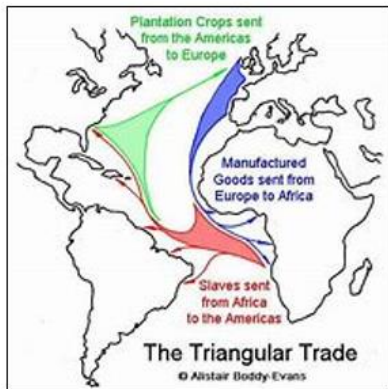 Plantation Crops sent
from the Americas
to Europe
Manufactured
Goods sent from
Europe to Africa
Slaves sent
from Africa
to the Americas
The Triangular Trade
© Alistair Boddy-Evans